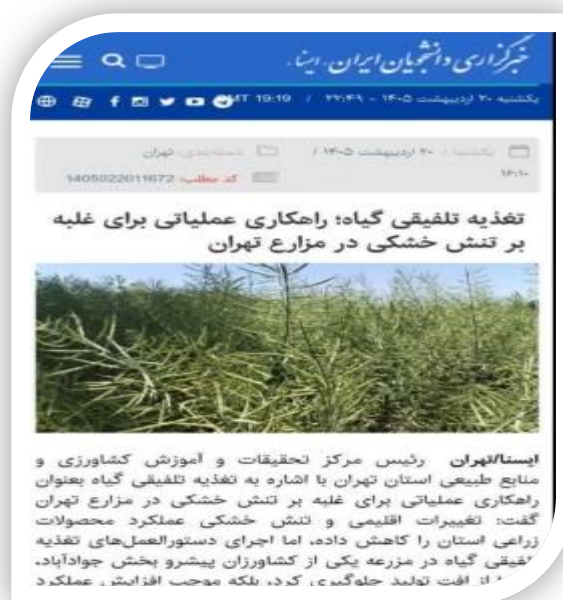 خبرگزاری دانشجویان ایران، ایسنا،
یکشنبه ۲۰ اردیبهشت ۱۴۰۵ - ۲۲:۴۹ / GMT 19:19
یکشنبه / ۲۰ اردیبهشت ۱۴۰۵ / ۱۶:۱۰
دسته‌بندی: تهران
کد مطلب: 1405022011672
تغذیه تلفیقی گیاه؛ راهکاری عملیاتی برای غلبه
بر تنش خشکی در مزارع تهران
ایسنا/تهران رئیس مرکز تحقیقات و آموزش کشاورزی و
منابع طبیعی استان تهران با اشاره به تغذیه تلفیقی گیاه بعنوان
راهکاری عملیاتی برای غلبه بر تنش خشکی در مزارع تهران
گفت: تغییرات اقلیمی و تنش خشکی عملکرد محصولات
زراعی استان را کاهش داده، اما اجرای دستورالعمل‌های تغذیه
تلفیقی گیاه در مزرعه یکی از کشاورزان پیشرو بخش جوادآباد،
از افت تولید جلوگیری کرد، بلکه موجب افزایش عملکرد